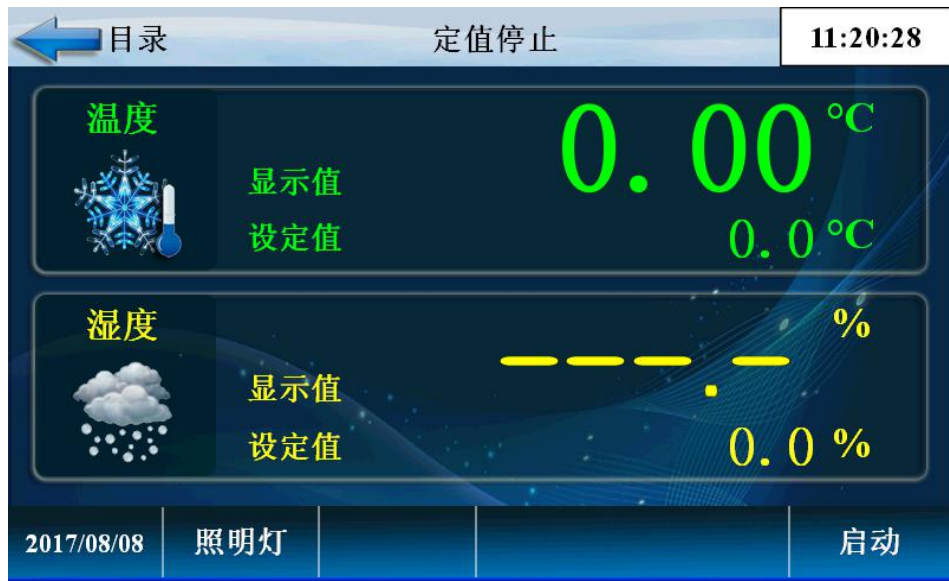 目录 定值停止 11:20:28
温度 0.00 °C
显示值
设定值 0.0 °C
湿度 %
显示值 ---.-
设定值 0.0 %
2017/08/08 照明灯 启动